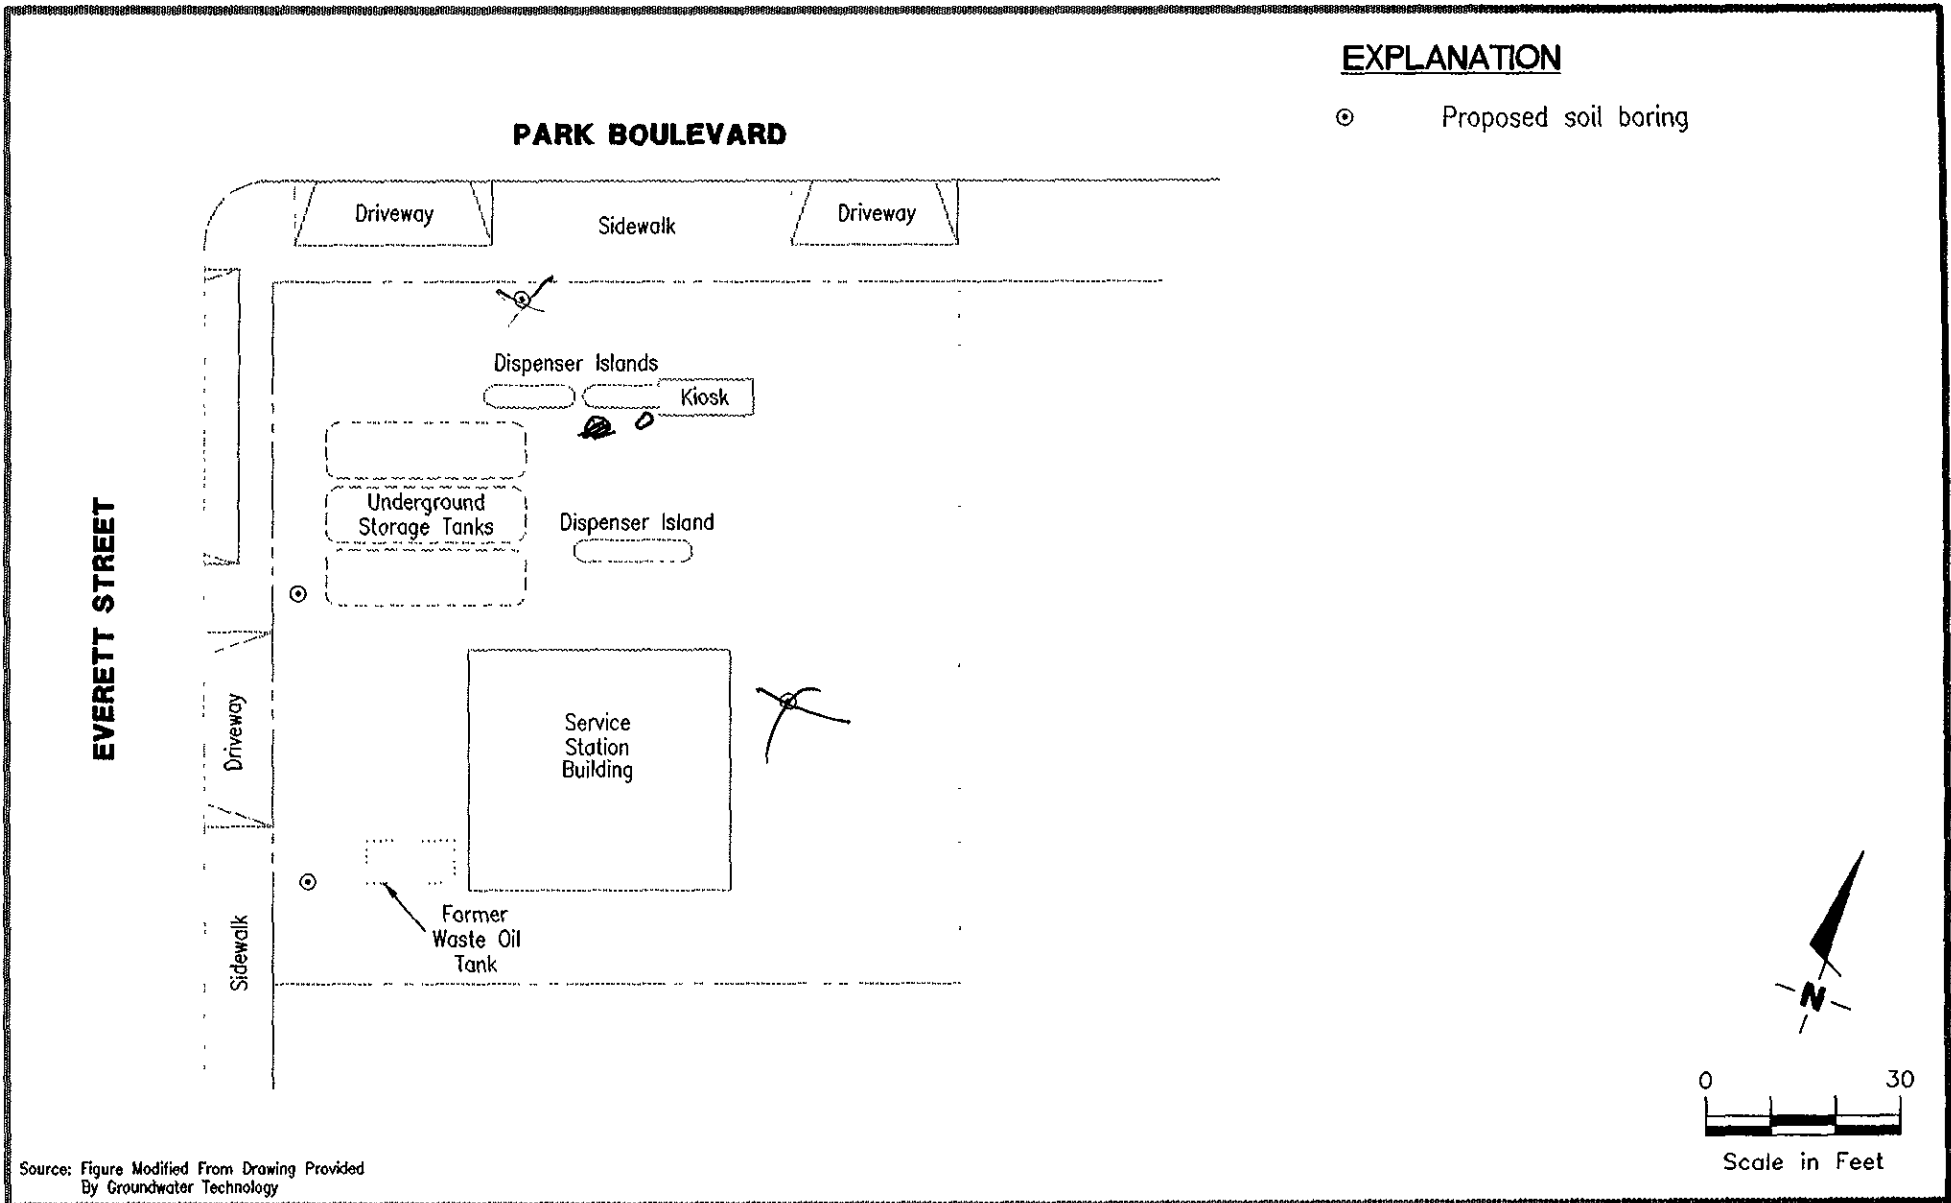 EXPLANATION
Proposed soil boring
PARK BOULEVARD
Driveway
Sidewalk
Driveway
Dispenser Islands
Kiosk
Underground
Storage Tanks
Dispenser Island
EVERETT STREET
Driveway
Service
Station
Building
Sidewalk
Former
Waste Oil
Tank
N
0 30
Scale in Feet
Source: Figure Modified From Drawing Provided
By Groundwater Technology